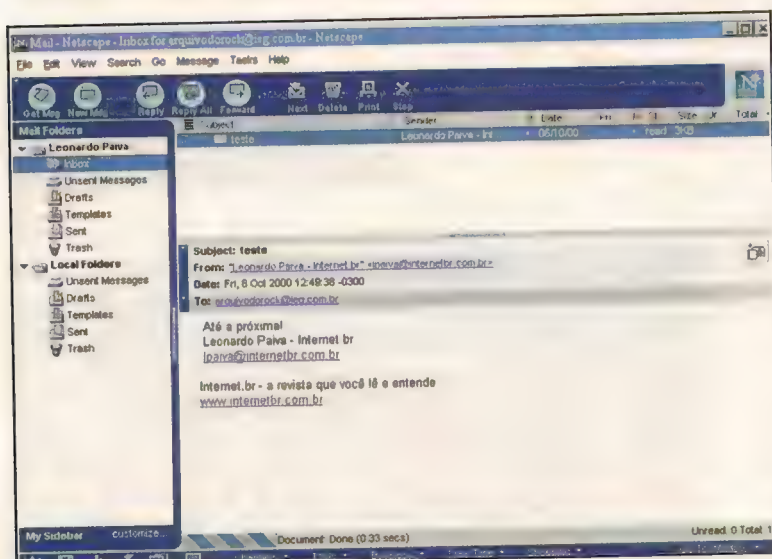 Mail - Netscape - Inbox for arquivodorock@isg.com.br - Netscape
File Edit View Search Go Message Tasks Help
Get Msg New Msg Reply Reply All Forward Next Delete Print Stop
Mail Folders
Subject Sender Date Size Total
teste Leonardo Paiva - Int 06/10/00 read 3KB
Leonardo Paiva
Inbox
Unsent Messages
Drafts
Templates
Sent
Trash
Local Folders
Unsent Messages
Drafts
Templates
Sent
Trash
Subject: teste
From: "Leonardo Paiva - Internet.br" <lpaiva@internetbr.com.br>
Date: Fri, 6 Oct 2000 12:49:38 -0300
To: arquivodorock@isg.com.br
Até a próxima!
Leonardo Paiva - Internet br
lpaiva@internetbr.com.br
Internet.br - a revista que você lê e entende
www.internetbr.com.br
My Sidebar customize...
Document: Done (0.33 secs)
Unread: 0 Total: 1